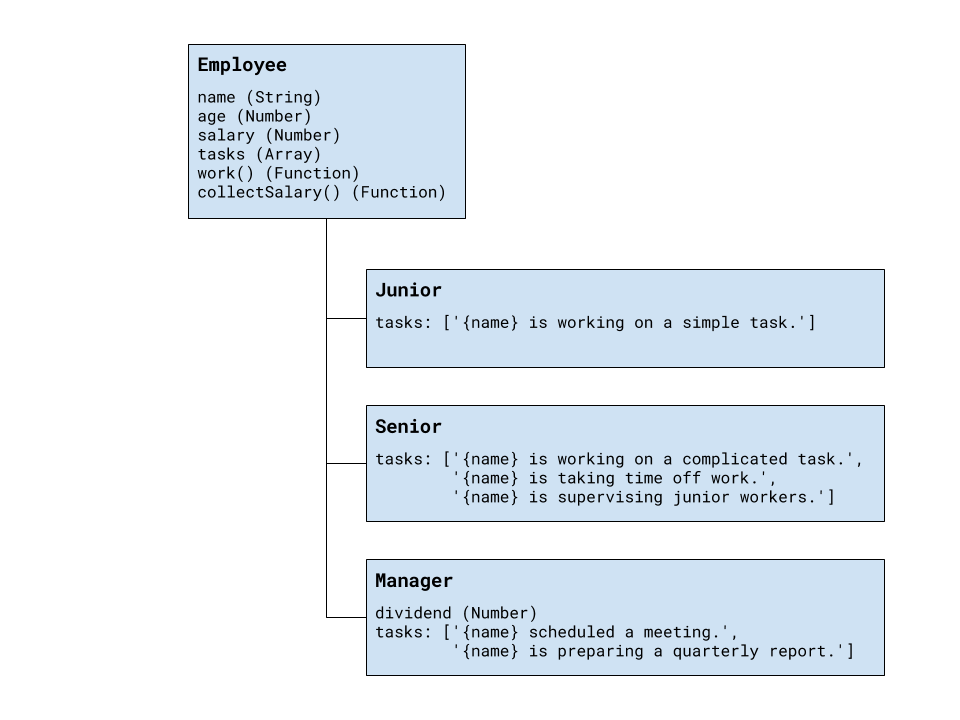 Employee
name (String)
age (Number)
salary (Number)
tasks (Array)
work() (Function)
collectSalary() (Function)
Junior
tasks: ['{name} is working on a simple task.']
Senior
tasks: ['{name} is working on a complicated task.',
'{name} is taking time off work.',
'{name} is supervising junior workers.']
Manager
dividend (Number)
tasks: ['{name} scheduled a meeting.',
'{name} is preparing a quarterly report.']